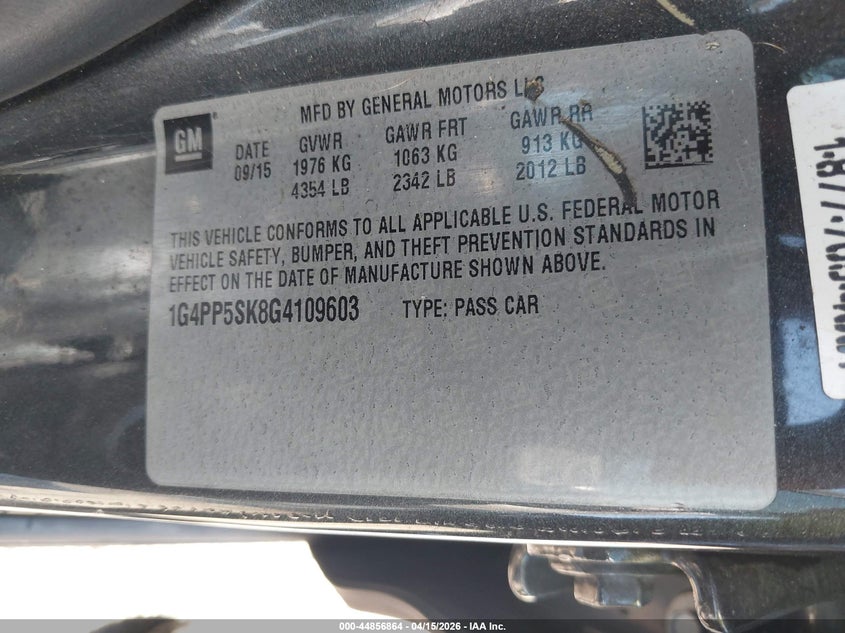 GM
MFD BY GENERAL MOTORS LLC
DATE GVWR GAWR FRT GAWR RR
09/15 1976 KG 1063 KG 913 KG
4354 LB 2342 LB 2012 LB
THIS VEHICLE CONFORMS TO ALL APPLICABLE U.S. FEDERAL MOTOR
VEHICLE SAFETY, BUMPER, AND THEFT PREVENTION STANDARDS IN
EFFECT ON THE DATE OF MANUFACTURE SHOWN ABOVE.
1G4PP5SK8G4109603 TYPE: PASS CAR
000-44856864 - 04/15/2026 - IAA Inc.